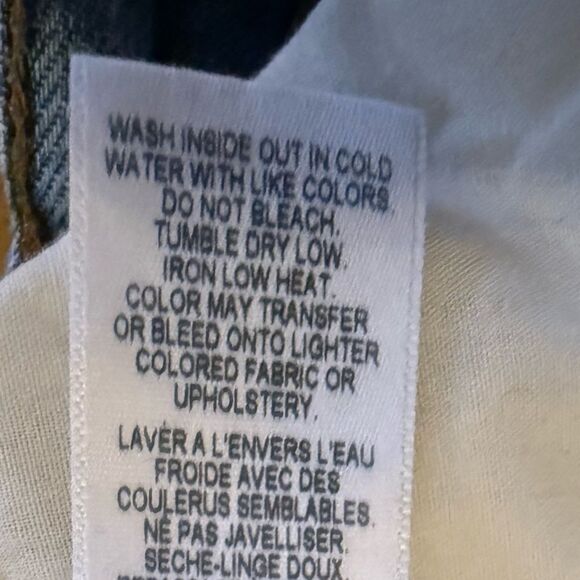 WASH INSIDE OUT IN COLD
WATER WITH LIKE COLORS.
DO NOT BLEACH.
TUMBLE DRY LOW.
IRON LOW HEAT.
COLOR MAY TRANSFER
OR BLEED ONTO LIGHTER
COLORED FABRIC OR
UPHOLSTERY.
LAVER A L'ENVERS L'EAU
FROIDE AVEC DES
COULERUS SEMBLABLES.
NE PAS JAVELLISER.
SECHE-LINGE DOUX.